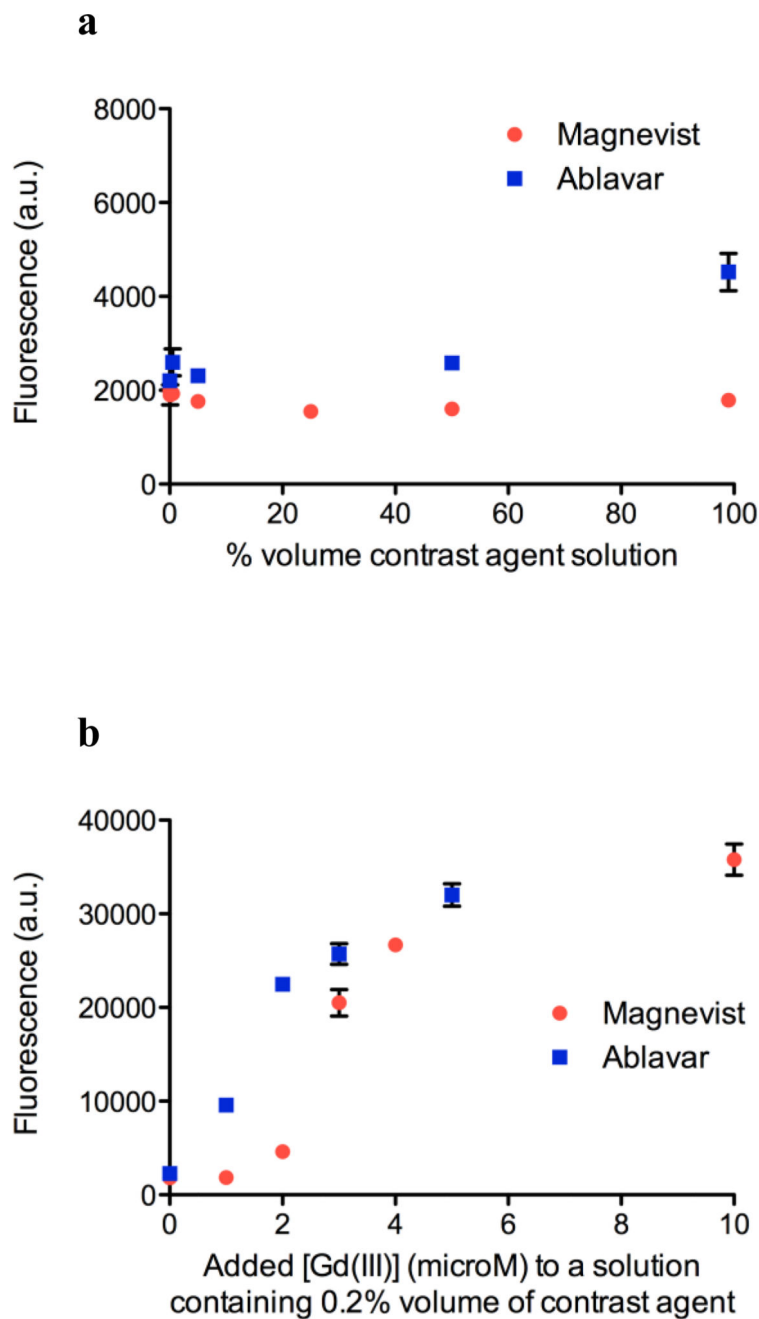 a
8000
6000
4000
2000
0
Fluorescence (a.u.)
Magnevist
Ablavar
0 20 40 60 80 100
% volume contrast agent solution
b
40000
30000
20000
10000
0
Fluorescence (a.u.)
Magnevist
Ablavar
0 2 4 6 8 10
Added [Gd(III)] (microM) to a solution
containing 0.2% volume of contrast agent